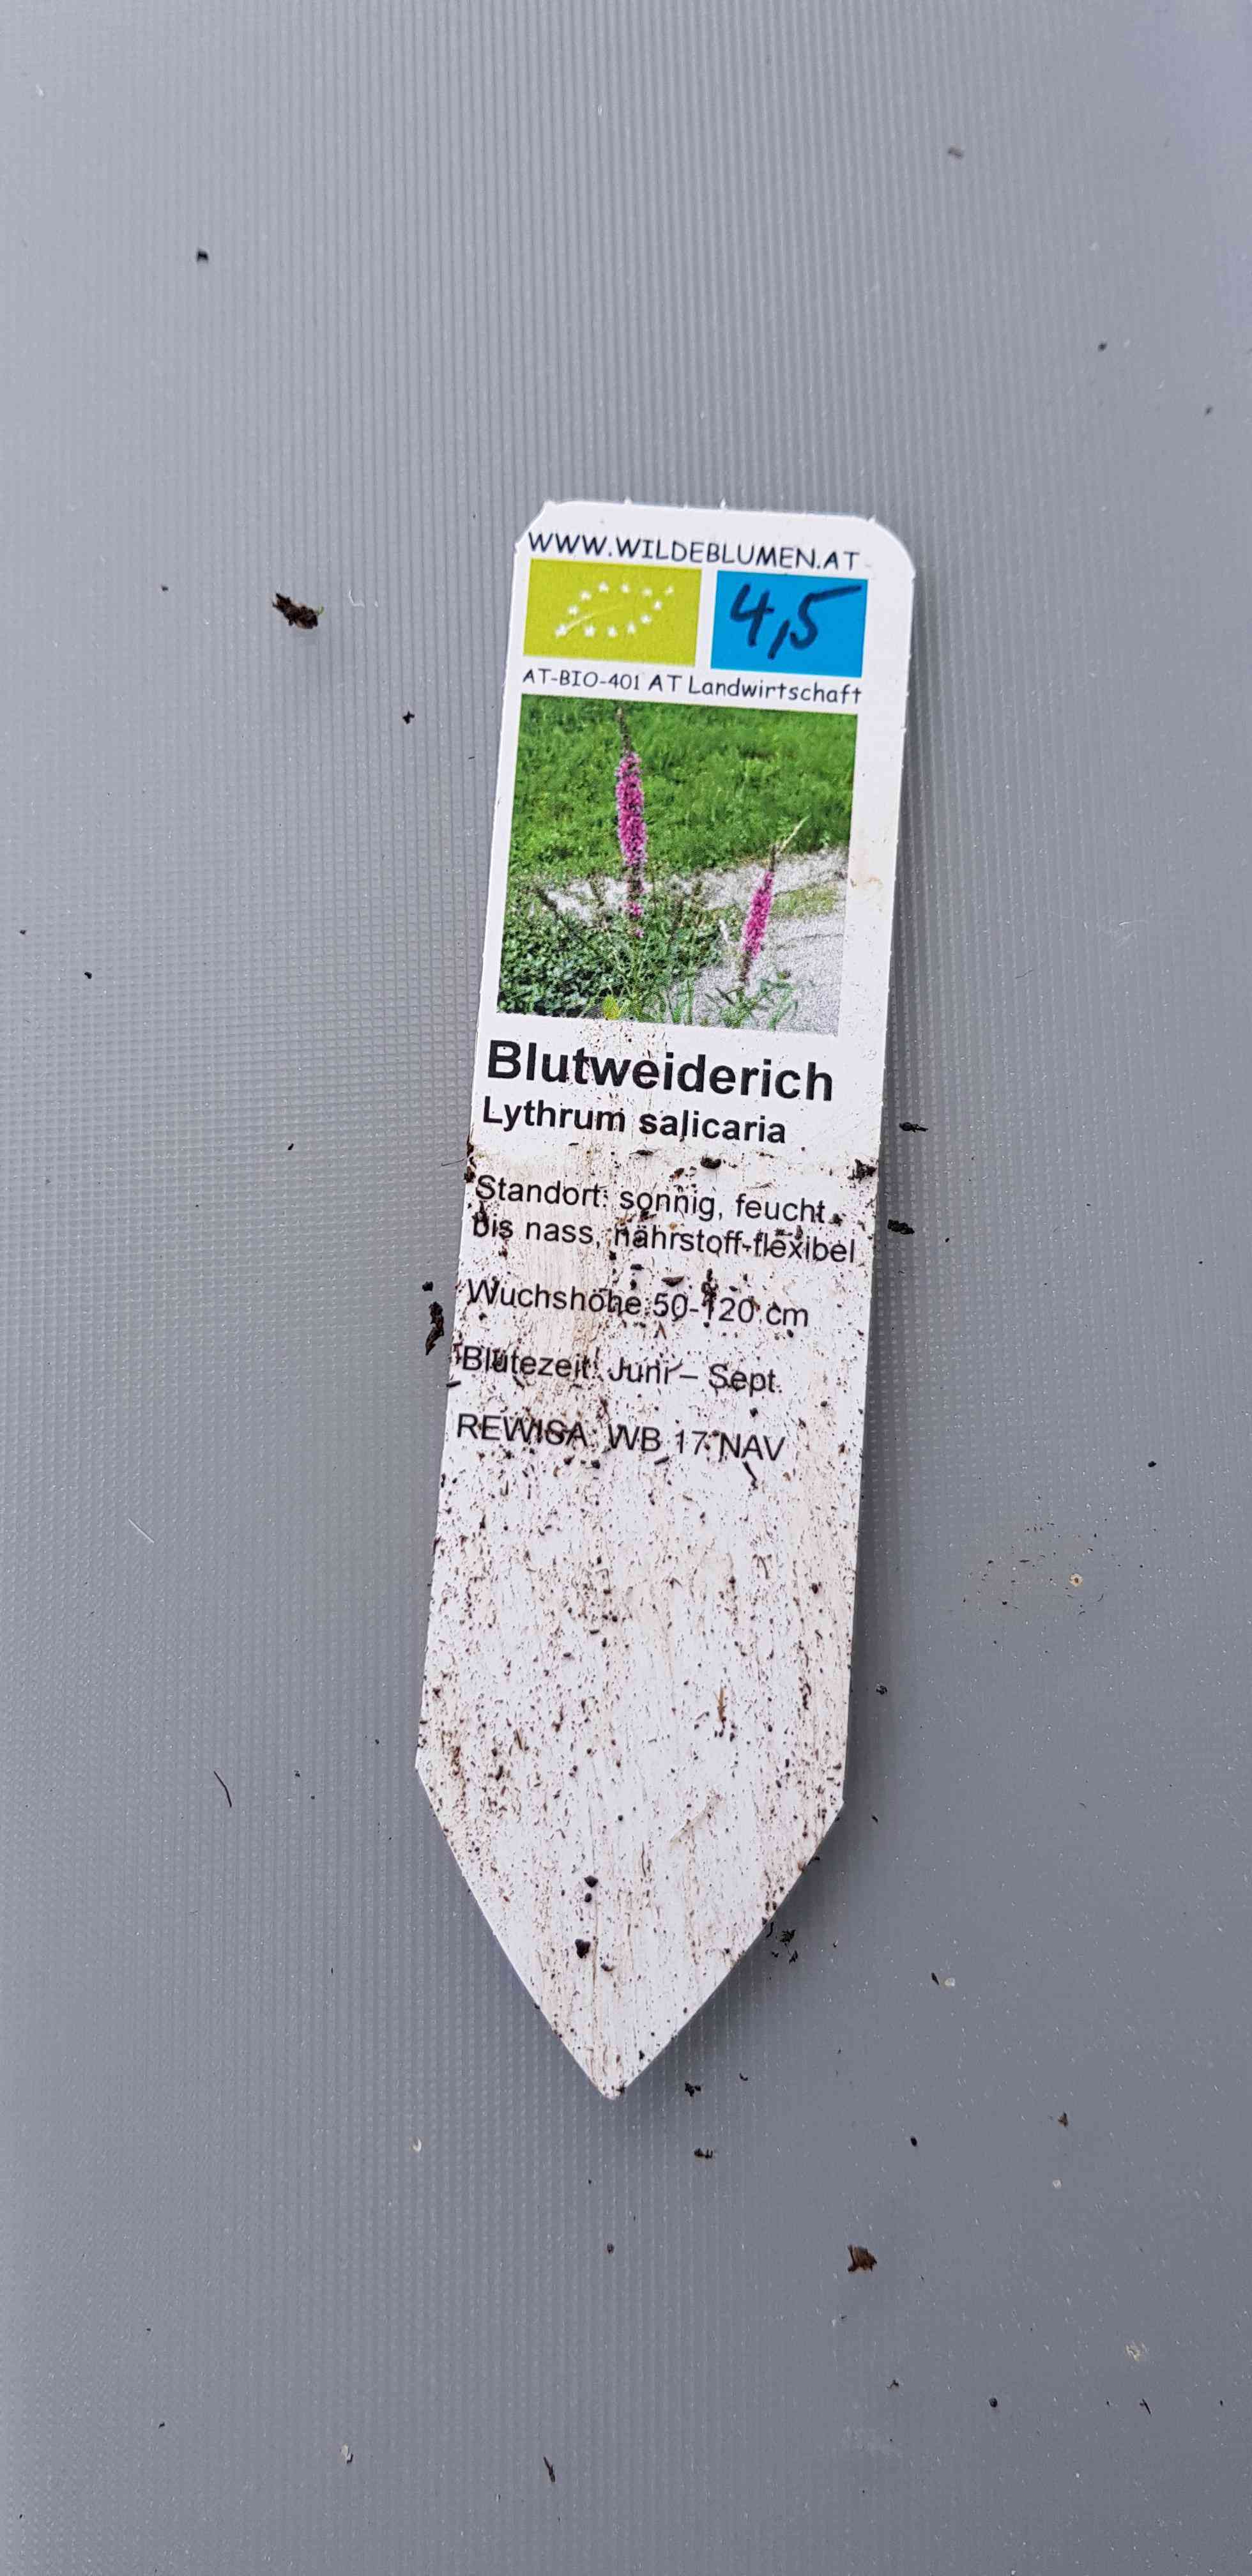 WWW.WILDEBLUMEN.AT
4,5
AT-BIO-401 AT Landwirtschaft
Blutweiderich
Lythrum salicaria
Standort: sonnig, feucht
bis nass, nährstoff-flexibel
Wuchshöhe 50-120 cm
Blütezeit: Juni – Sept.
REWISA: WB 17 NAV